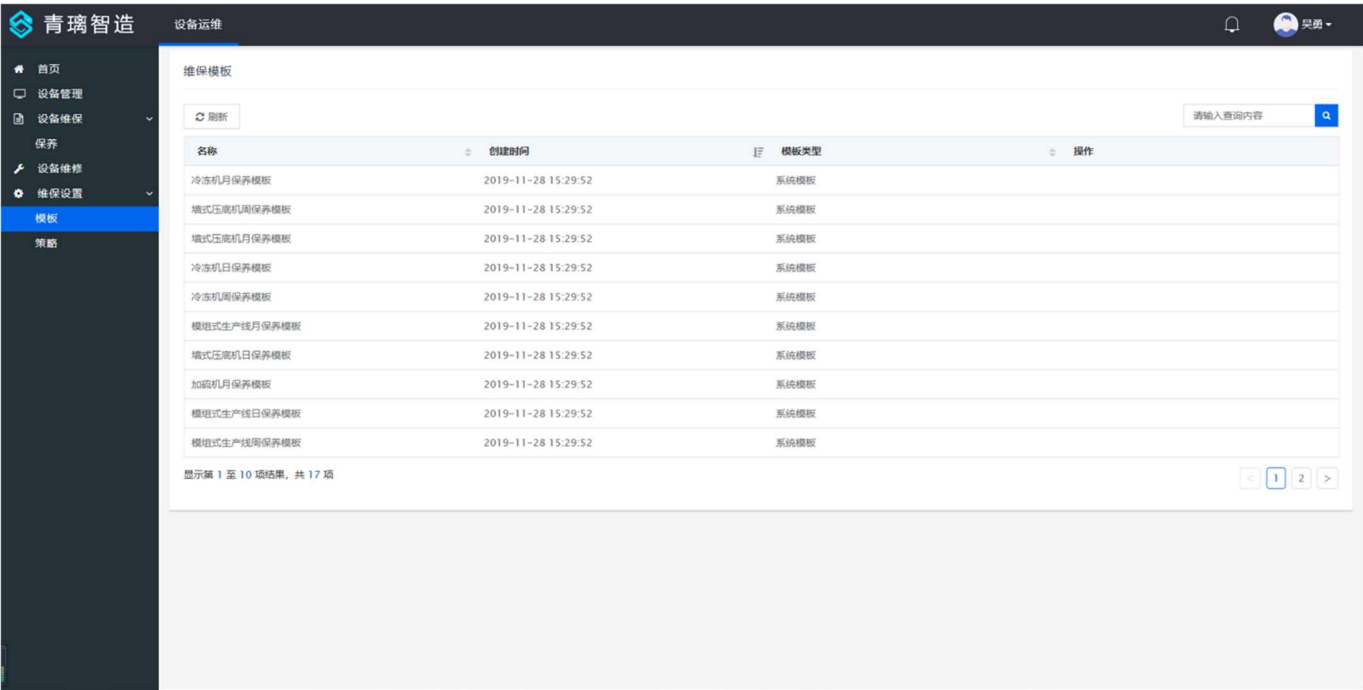 青璃智造
设备运维
吴勇
首页
设备管理
设备维保
保养
设备维修
维保设置
模板
策略
维保模板
刷新
请输入查询内容
名称 创建时间 模板类型 操作
冷冻机月保养模板 2019-11-28 15:29:52 系统模板
墙式压底机周保养模板 2019-11-28 15:29:52 系统模板
墙式压底机月保养模板 2019-11-28 15:29:52 系统模板
冷冻机日保养模板 2019-11-28 15:29:52 系统模板
冷冻机周保养模板 2019-11-28 15:29:52 系统模板
模组式生产线月保养模板 2019-11-28 15:29:52 系统模板
墙式压底机日保养模板 2019-11-28 15:29:52 系统模板
加硫机月保养模板 2019-11-28 15:29:52 系统模板
模组式生产线日保养模板 2019-11-28 15:29:52 系统模板
模组式生产线周保养模板 2019-11-28 15:29:52 系统模板
显示第 1 至 10 项结果，共 17 项
< 1 2 >